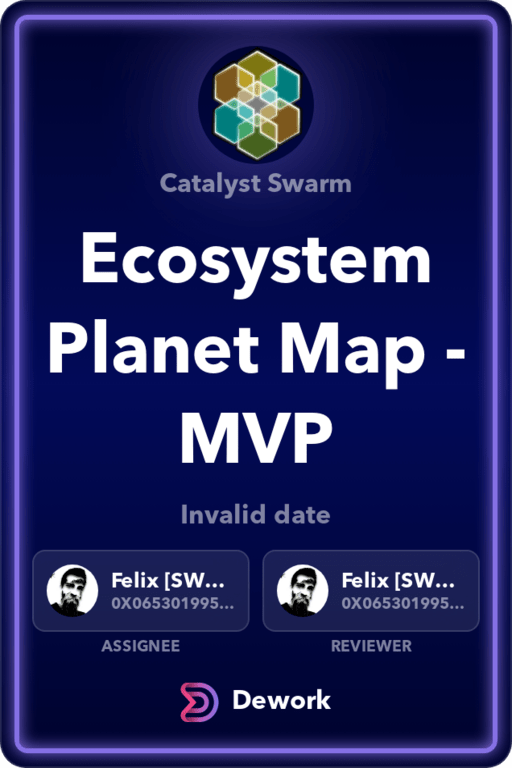 Catalyst Swarm
Ecosystem
Planet Map -
MVP
Invalid date
Felix [SW...
0X065301995...
ASSIGNEE
Felix [SW...
0X065301995...
REVIEWER
Dework